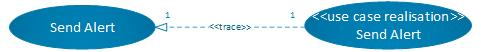 Send Alert
1
<<trace>>
1
<<use case realisation>>
Send Alert